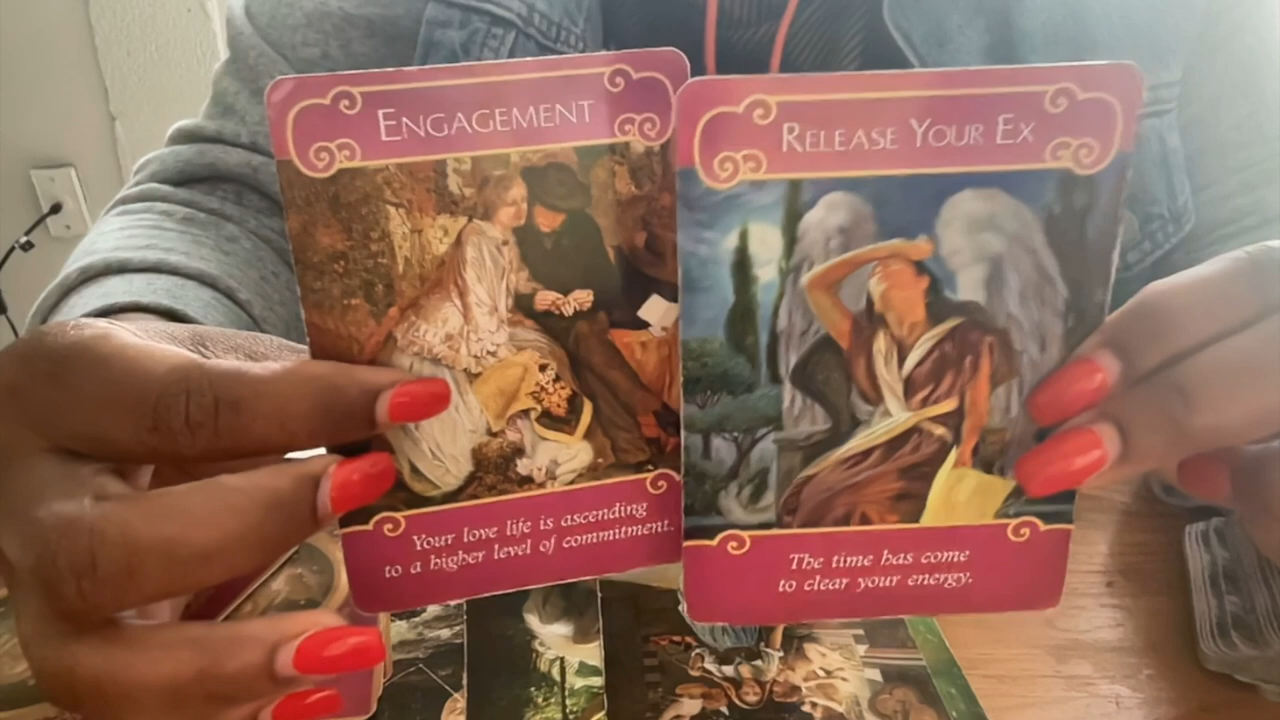 ENGAGEMENT
Your love life is ascending
to a higher level of commitment.
RELEASE YOUR EX
The time has come
to clear your energy.